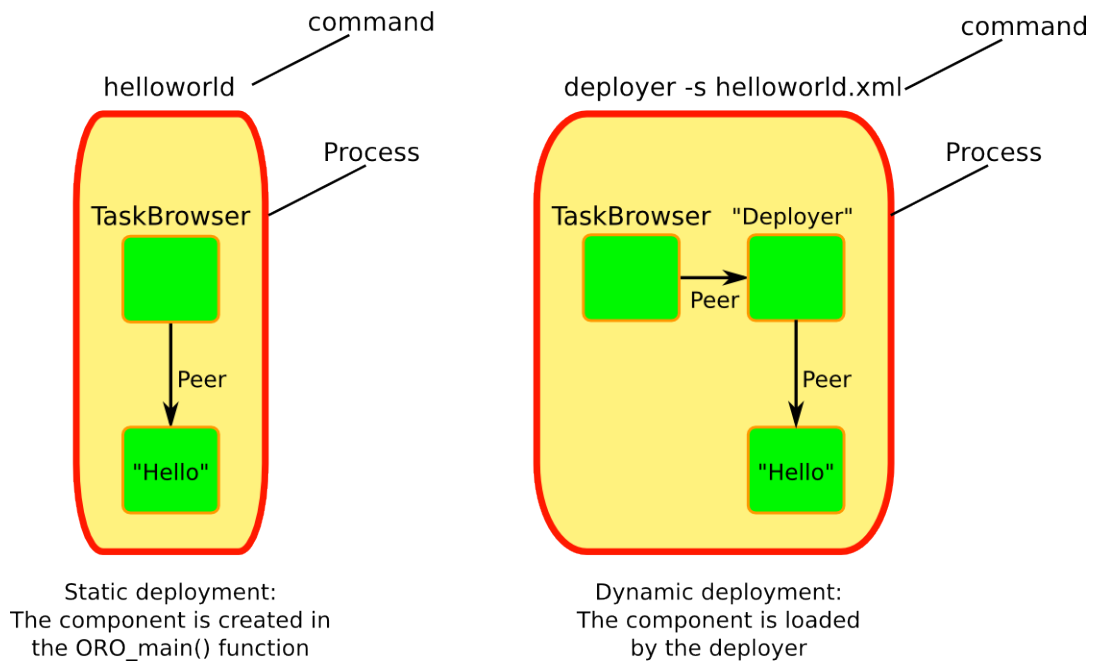 command
helloworld
Process
TaskBrowser
Peer
"Hello"
Static deployment:
The component is created in
the ORO_main() function
command
deployer -s helloworld.xml
Process
TaskBrowser
"Deployer"
Peer
Peer
"Hello"
Dynamic deployment:
The component is loaded
by the deployer